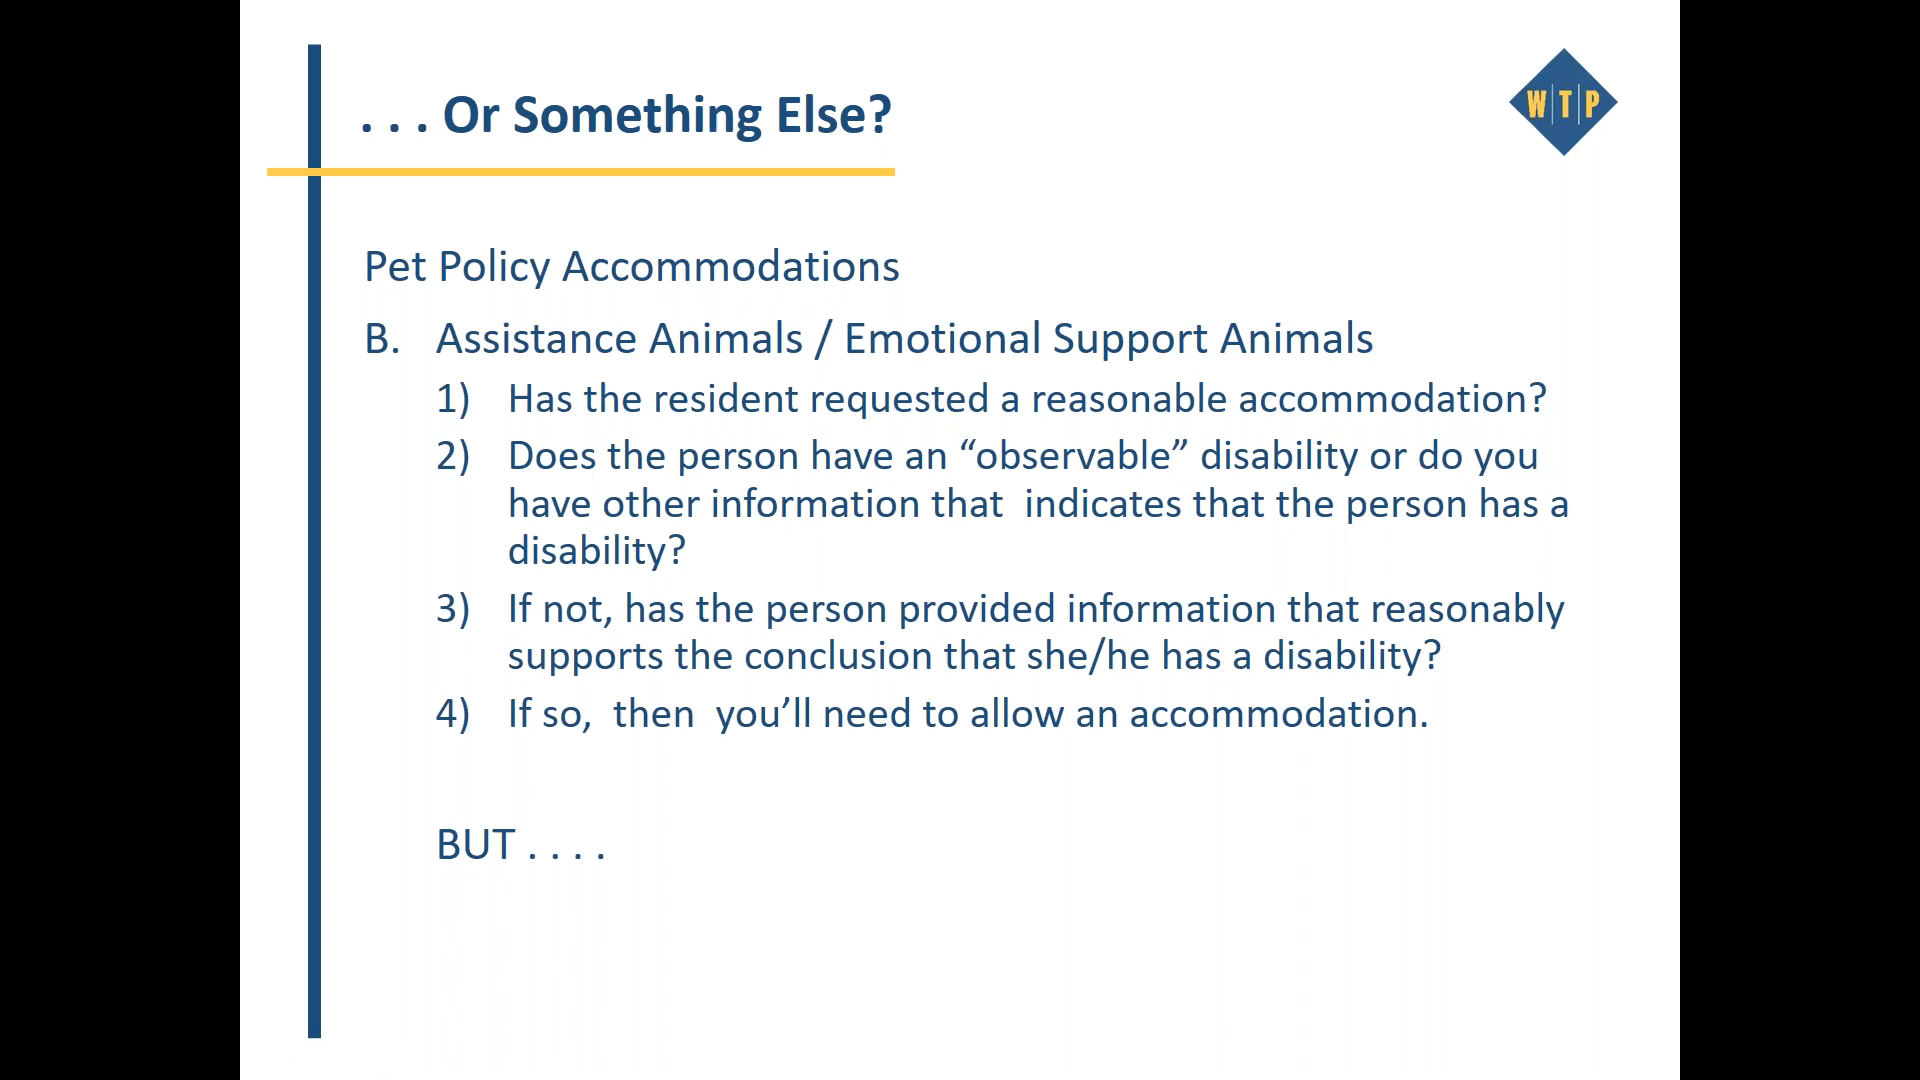 . . . Or Something Else?
W T P
Pet Policy Accommodations
B. Assistance Animals / Emotional Support Animals
1) Has the resident requested a reasonable accommodation?
2) Does the person have an “observable” disability or do you
have other information that  indicates that the person has a
disability?
3) If not, has the person provided information that reasonably
supports the conclusion that she/he has a disability?
4) If so,  then  you’ll need to allow an accommodation.
BUT . . . .